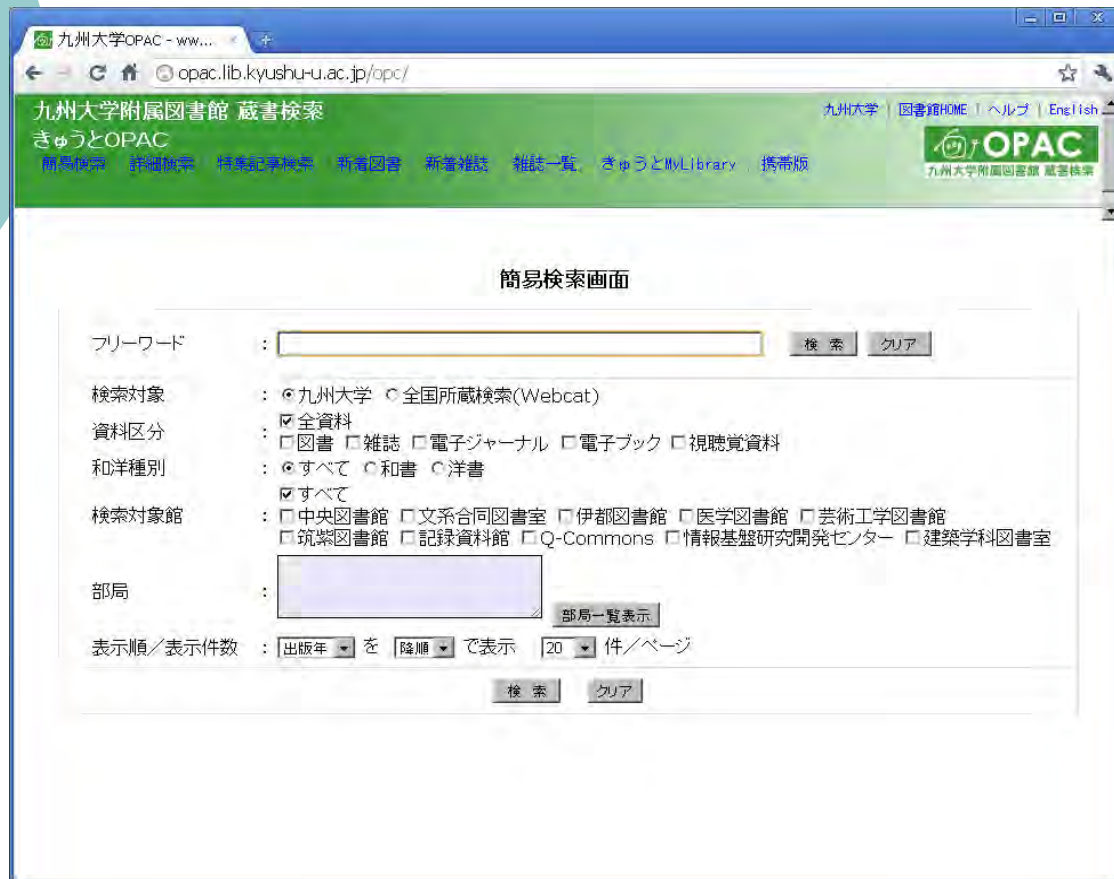 九州大学OPAC - ww...
opac.lib.kyushu-u.ac.jp/opc/
九州大学附属図書館 蔵書検索
九州大学 | 図書館HOME | ヘルプ | English
きゅうとOPAC
OPAC
九州大学附属図書館 蔵書検索
簡易検索 詳細検索 特集記事検索 新着図書 新着雑誌 雑誌一覧 きゅうとMyLibrary 携帯版
簡易検索画面
フリーワード : 検 索 クリア
検索対象 : 九州大学 全国所蔵検索(Webcat)
資料区分 : 全資料
図書 雑誌 電子ジャーナル 電子ブック 視聴覚資料
和洋種別 : すべて 和書 洋書
すべて
検索対象館 : 中央図書館 文系合同図書室 伊都図書館 医学図書館 芸術工学図書館
筑紫図書館 記録資料館 Q-Commons 情報基盤研究開発センター 建築学科図書室
部局 : 部局一覧表示
表示順／表示件数 : 出版年 を 降順 で表示 20 件／ページ
検 索 クリア